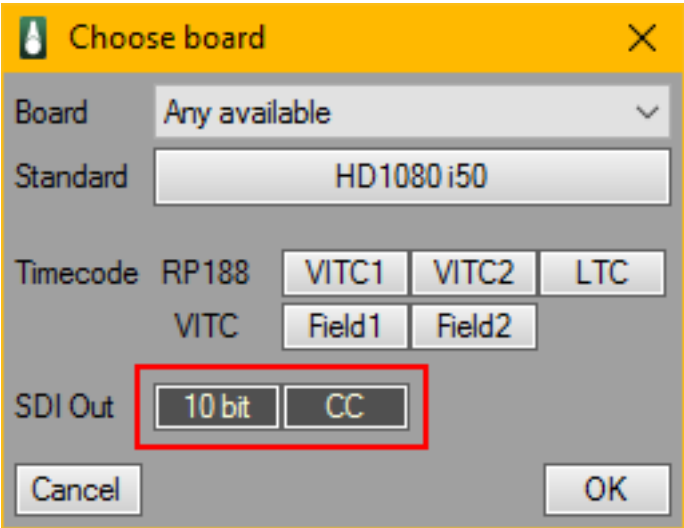 Choose board
Board Any available
Standard HD1080 i50
Timecode RP188 VITC1 VITC2 LTC
VITC Field1 Field2
SDI Out 10 bit CC
Cancel OK